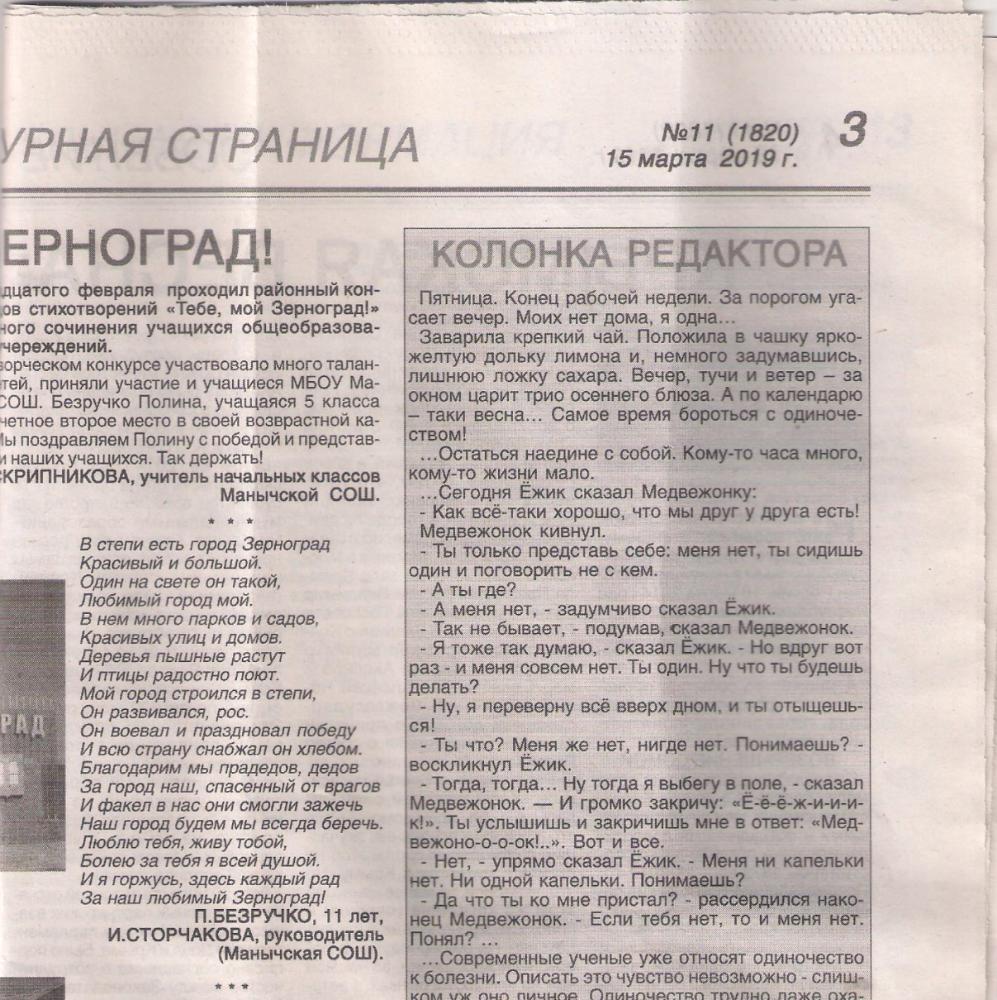 УРНАЯ СТРАНИЦА
№11 (1820)
15 марта 2019 г.
3
ЕРНОГРАД!
дцатого февраля проходил районный кон-
ов стихотворений «Тебе, мой Зерноград!»
ного сочинения учащихся общеобразова-
чреждений.
ворческом конкурсе участвовало много талан-
тей, приняли участие и учащиеся МБОУ Ма-
СОШ. Безручко Полина, учащаяся 5 класса
четное второе место в своей возврастной ка-
Мы поздравляем Полину с победой и представ-
и наших учащихся. Так держать!
СКРИПНИКОВА, учитель начальных классов
Манычской СОШ.
* * *
В степи есть город Зерноград
Красивый и большой.
Один на свете он такой,
Любимый город мой.
В нем много парков и садов,
Красивых улиц и домов.
Деревья пышные растут
И птицы радостно поют.
Мой город строился в степи,
Он развивался, рос.
Он воевал и праздновал победу
И всю страну снабжал он хлебом.
Благодарим мы прадедов, дедов
За город наш, спасенный от врагов
И факел в нас они смогли зажечь
Наш город будем мы всегда беречь.
Люблю тебя, живу тобой,
Болею за тебя я всей душой.
И я горжусь, здесь каждый рад
За наш любимый Зерноград!
П.БЕЗРУЧКО, 11 лет,
И.СТОРЧАКОВА, руководитель
(Манычская СОШ).
* * *
РАД
КОЛОНКА РЕДАКТОРА
Пятница. Конец рабочей недели. За порогом уга-
сает вечер. Моих нет дома, я одна...
Заварила крепкий чай. Положила в чашку ярко-
желтую дольку лимона и, немного задумавшись,
лишнюю ложку сахара. Вечер, тучи и ветер – за
окном царит трио осеннего блюза. А по календарю
– таки весна... Самое время бороться с одиноче-
ством!
...Остаться наедине с собой. Кому-то часа много,
кому-то жизни мало.
...Сегодня Ёжик сказал Медвежонку:
- Как всё-таки хорошо, что мы друг у друга есть!
Медвежонок кивнул.
- Ты только представь себе: меня нет, ты сидишь
один и поговорить не с кем.
- А ты где?
- А меня нет, - задумчиво сказал Ёжик.
- Так не бывает, - подумав, сказал Медвежонок.
- Я тоже так думаю, - сказал Ёжик. - Но вдруг вот
раз - и меня совсем нет. Ты один. Ну что ты будешь
делать?
- Ну, я переверну всё вверх дном, и ты отыщешь-
ся!
- Ты что? Меня же нет, нигде нет. Понимаешь? -
воскликнул Ёжик.
- Тогда, тогда... Ну тогда я выбегу в поле, - сказал
Медвежонок. — И громко закричу: «Ё-ё-ё-ж-и-и-и-
к!». Ты услышишь и закричишь мне в ответ: «Мед-
вежоно-о-о-ок!..». Вот и все.
- Нет, - упрямо сказал Ёжик. - Меня ни капельки
нет. Ни одной капельки. Понимаешь?
- Да что ты ко мне пристал? - рассердился нако-
нец Медвежонок. - Если тебя нет, то и меня нет.
Понял? ...
...Современные ученые уже относят одиночество
к болезни. Описать это чувство невозможно - слиш-
ком уж оно личное. Одиночество трудно даже оха-